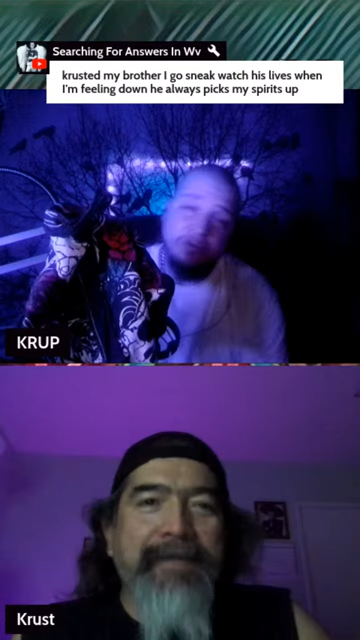 Searching For Answers In Wv
krusted my brother I go sneak watch his lives when
I'm feeling down he always picks my spirits up
KRUP
Krust